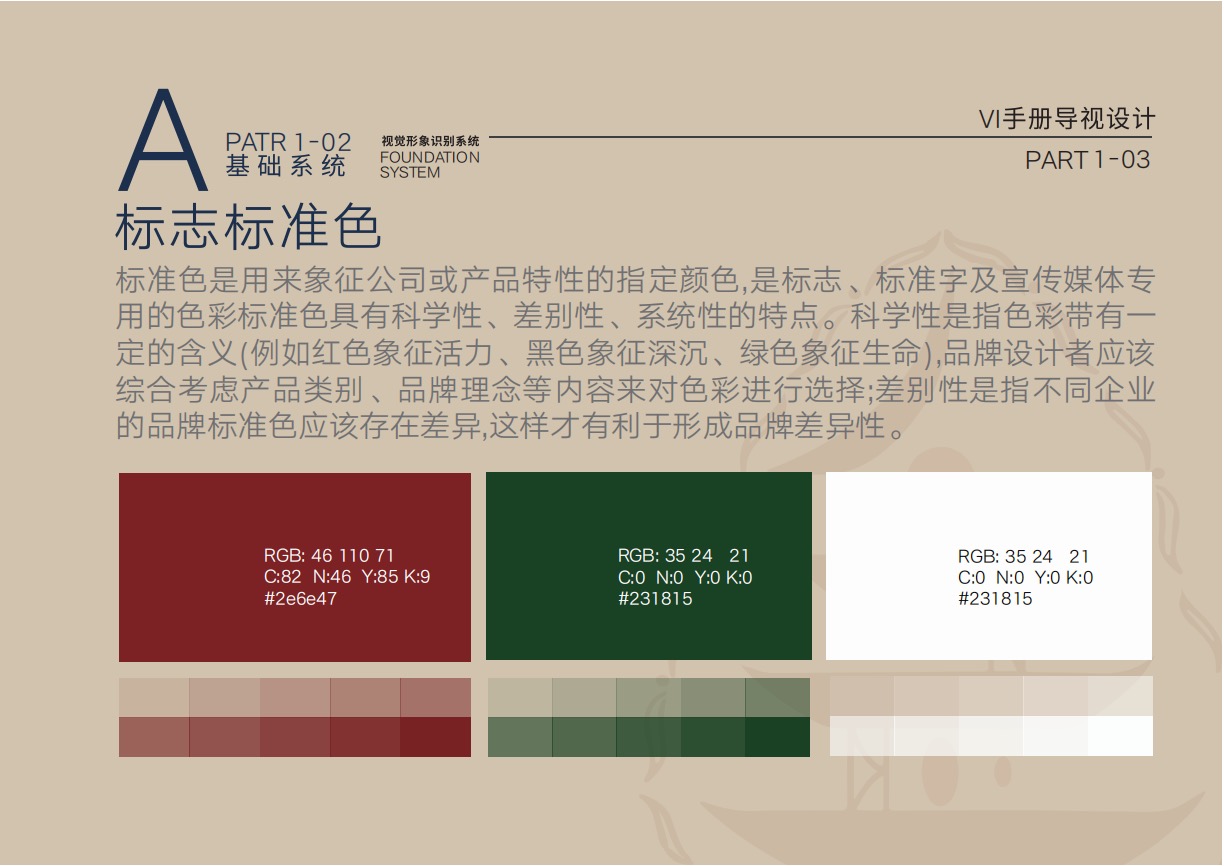 A
PATR 1-02
基础系统
视觉形象识别系统
FOUNDATION
SYSTEM
VI手册导视设计
PART 1-03
标志标准色
标准色是用来象征公司或产品特性的指定颜色,是标志、标准字及宣传媒体专
用的色彩标准色具有科学性、差别性、系统性的特点。科学性是指色彩带有一
定的含义(例如红色象征活力、黑色象征深沉、绿色象征生命),品牌设计者应该
综合考虑产品类别、品牌理念等内容来对色彩进行选择;差别性是指不同企业
的品牌标准色应该存在差异,这样才有利于形成品牌差异性。
RGB: 46 110 71
C:82 N:46 Y:85 K:9
#2e6e47
RGB: 35 24 21
C:0 N:0 Y:0 K:0
#231815
RGB: 35 24 21
C:0 N:0 Y:0 K:0
#231815